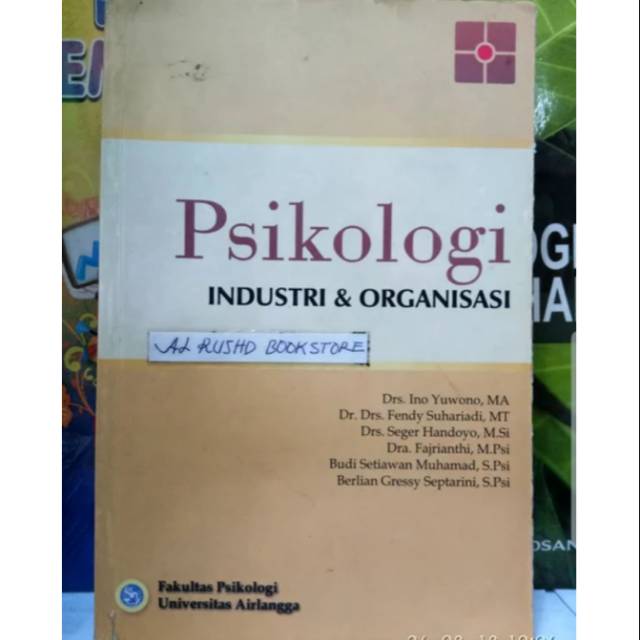 Psikologi
INDUSTRI & ORGANISASI
AL RUSHD BOOKSTORE
Drs. Ino Yuwono, MA
Dr. Drs. Fendy Suhariadi, MT
Drs. Seger Handoyo, M.Si
Dra. Fajrianthi, M.Psi
Budi Setiawan Muhamad, S.Psi
Berlian Gressy Septarini, S.Psi
Fakultas Psikologi
Universitas Airlangga